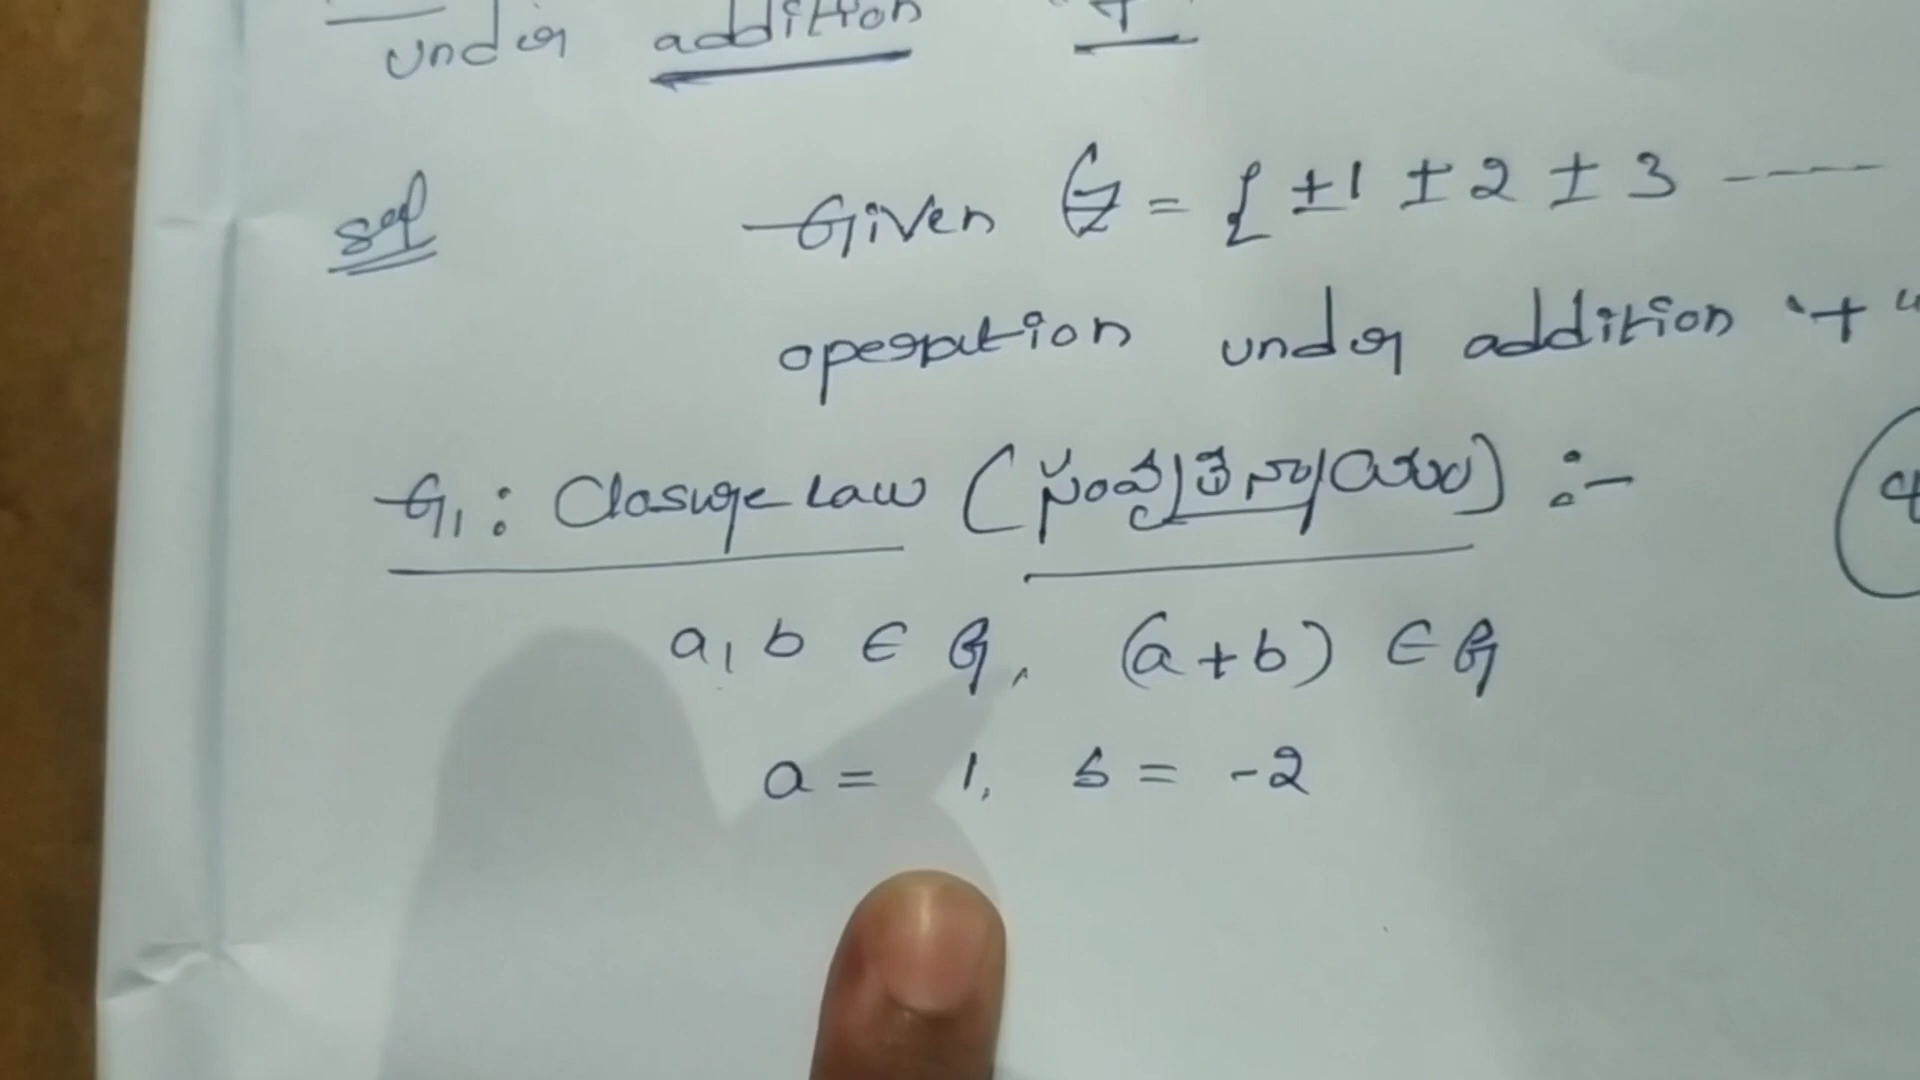 under addition "+
Sol Given G = { ±1 ±2 ±3 ----
operation under addition "+"
G₁: Closure Law (సంవృత న్యాయం) :-
a, b ∈ G, (a+b) ∈ G
a = 1, b = -2